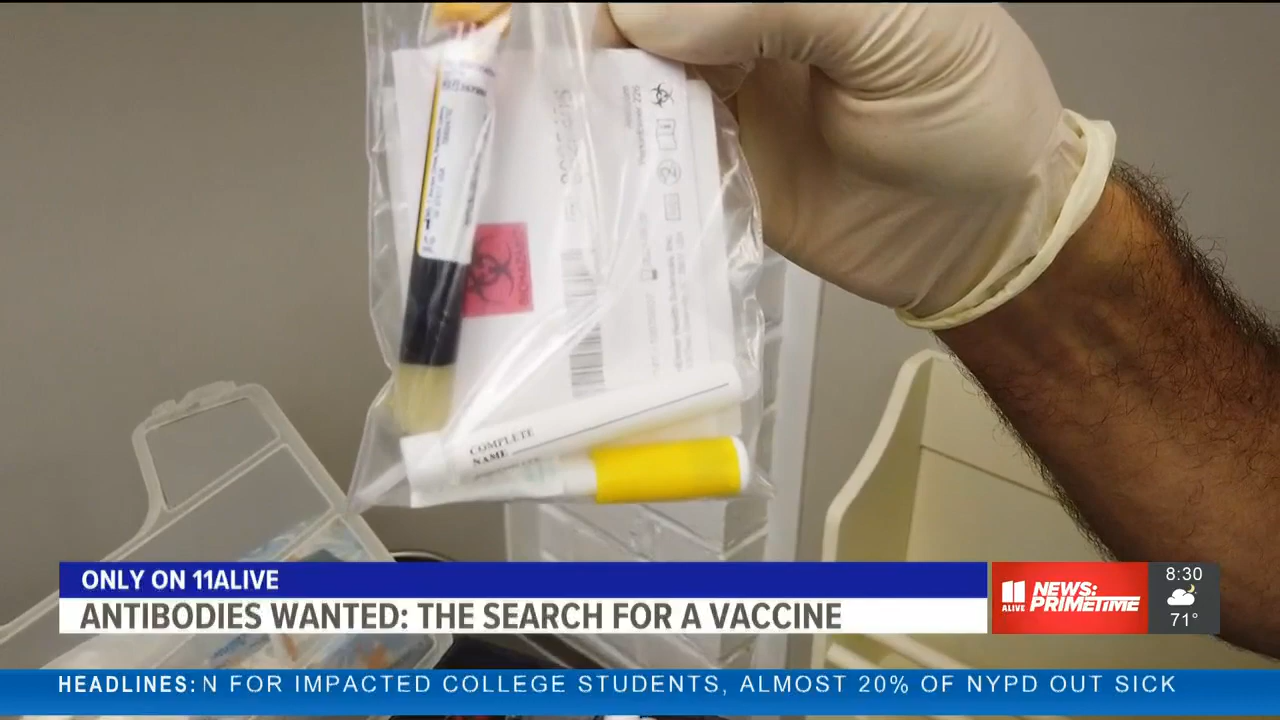 COMPLETE
NAME
ONLY ON 11ALIVE
ANTIBODIES WANTED: THE SEARCH FOR A VACCINE
11
ALIVE
NEWS:
PRIMETIME
8:30
71°
HEADLINES: N FOR IMPACTED COLLEGE STUDENTS, ALMOST 20% OF NYPD OUT SICK